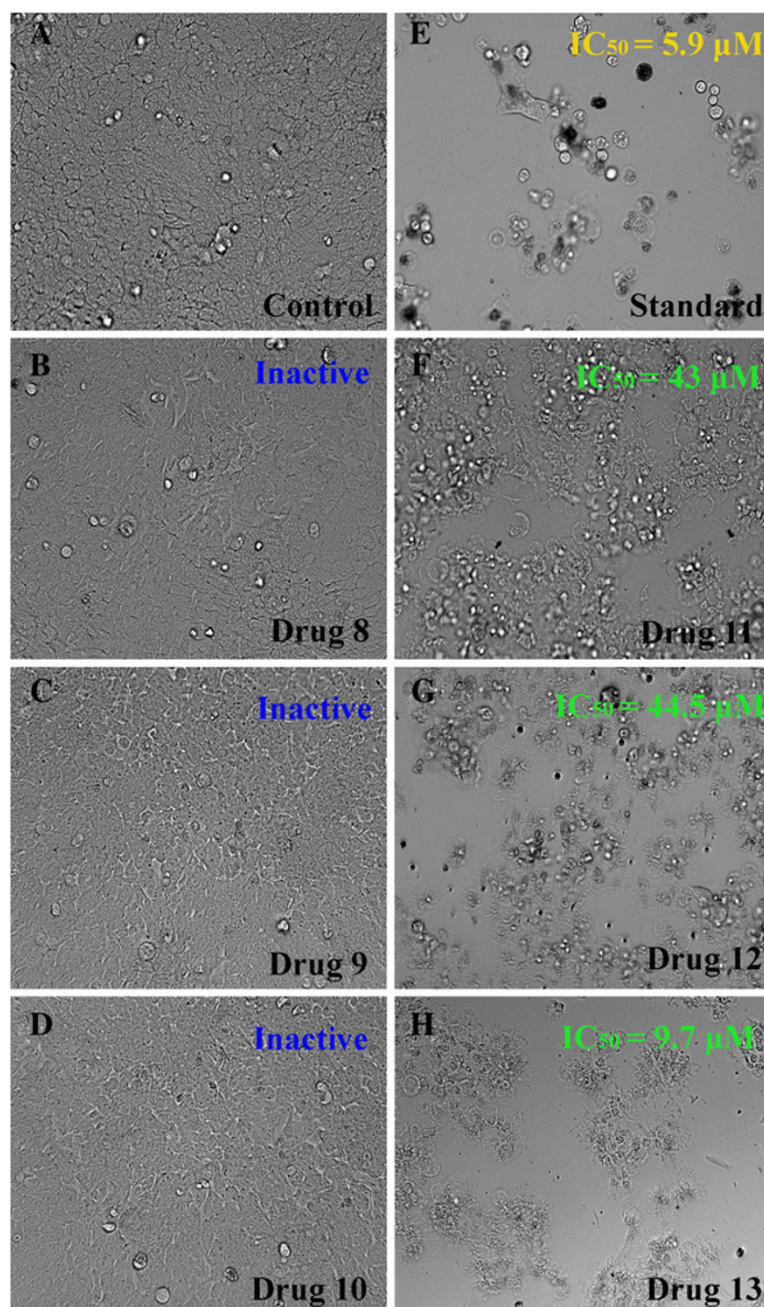 A
Control
E
IC₅₀ = 5.9 µM
Standard
B
Inactive
Drug 8
F
IC₅₀ = 43 µM
Drug 11
C
Inactive
Drug 9
G
IC₅₀ = 44.5 µM
Drug 12
D
Inactive
Drug 10
H
IC₅₀ = 9.7 µM
Drug 13